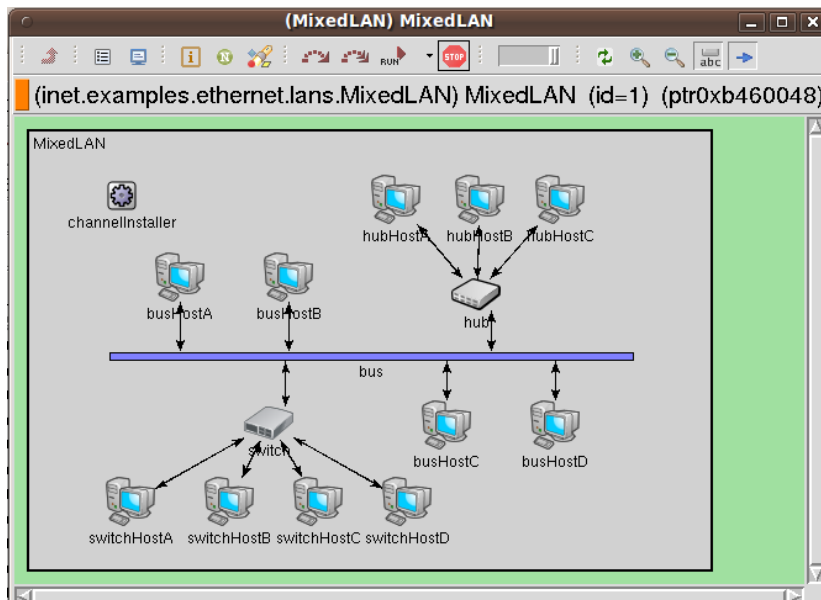 (MixedLAN) MixedLAN
RUN
STOP
abc
(inet.examples.ethernet.lans.MixedLAN) MixedLAN (id=1) (ptr0xb460048)
MixedLAN
channelInstaller
hubHostA hubHostB hubHostC
busHostA busHostB hub
bus
switch
busHostC busHostD
switchHostA switchHostB switchHostC switchHostD